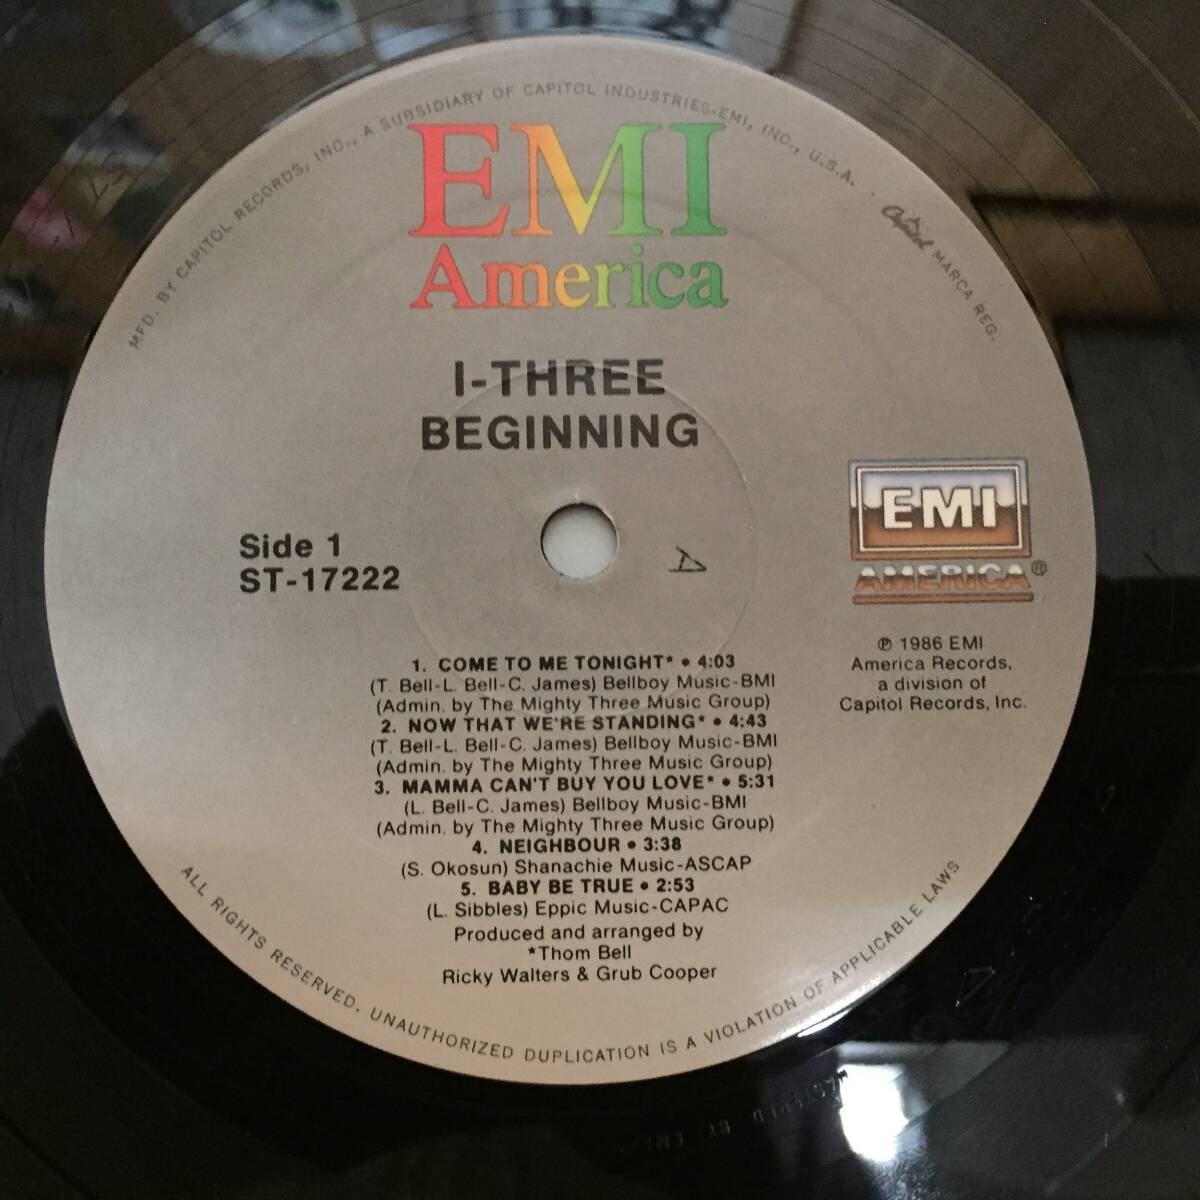 MFD. BY CAPITOL RECORDS, INC., A SUBSIDIARY OF CAPITOL INDUSTRIES-EMI, INC., U.S.A. . Capitol MARCA REG.
EMI
America
I-THREE
BEGINNING
Side 1
ST-17222
EMI
AMERICA®
℗ 1986 EMI
America Records,
a division of
Capitol Records, Inc.
1. COME TO ME TONIGHT* • 4:03
(T. Bell-L. Bell-C. James) Bellboy Music-BMI
(Admin. by The Mighty Three Music Group)
2. NOW THAT WE'RE STANDING* • 4:43
(T. Bell-L. Bell-C. James) Bellboy Music-BMI
(Admin. by The Mighty Three Music Group)
3. MAMMA CAN'T BUY YOU LOVE* • 5:31
(L. Bell-C. James) Bellboy Music-BMI
(Admin. by The Mighty Three Music Group)
4. NEIGHBOUR • 3:38
(S. Okosun) Shanachie Music-ASCAP
5. BABY BE TRUE • 2:53
(L. Sibbles) Eppic Music-CAPAC
Produced and arranged by
*Thom Bell
Ricky Walters & Grub Cooper
ALL RIGHTS RESERVED. UNAUTHORIZED DUPLICATION IS A VIOLATION OF APPLICABLE LAWS
MASTERED BY EMI